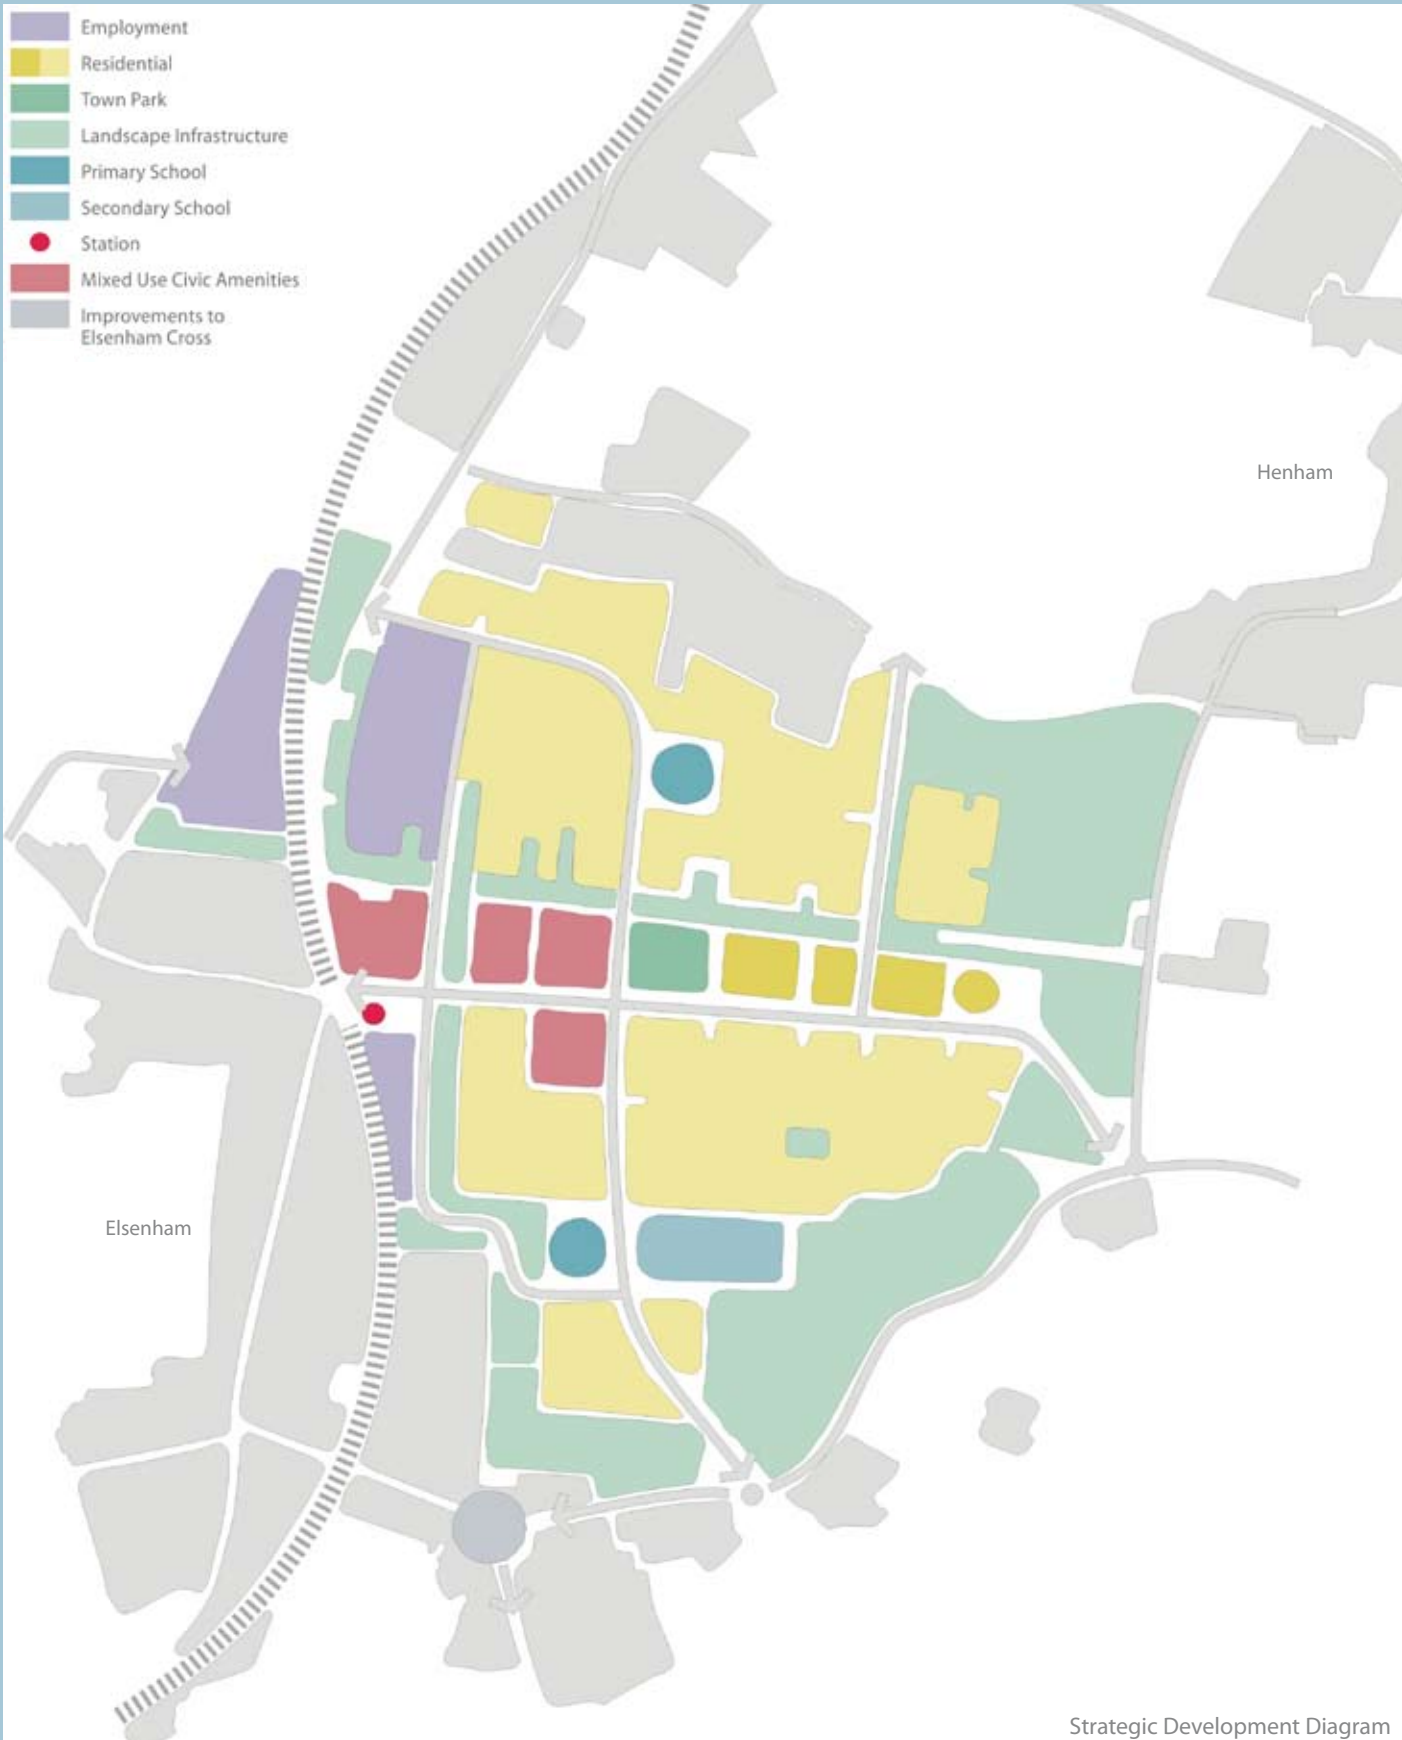 Employment
Residential
Town Park
Landscape Infrastructure
Primary School
Secondary School
Station
Mixed Use Civic Amenities
Improvements to
Elsenham Cross
Henham
Elsenham
Strategic Development Diagram